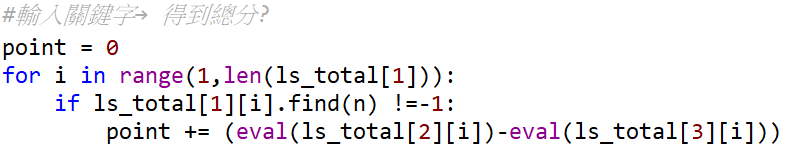 #輸入關鍵字→ 得到總分?
point = 0
for i in range(1,len(ls_total[1])):
    if ls_total[1][i].find(n) !=-1:
        point += (eval(ls_total[2][i])-eval(ls_total[3][i]))